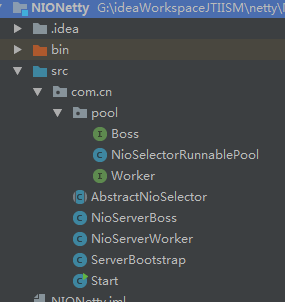 NIONetty G:\ideaWorkspaceJTIISM\netty\
.idea
bin
src
com.cn
pool
Boss
NioSelectorRunnablePool
Worker
AbstractNioSelector
NioServerBoss
NioServerWorker
ServerBootstrap
Start
NIONetty.iml